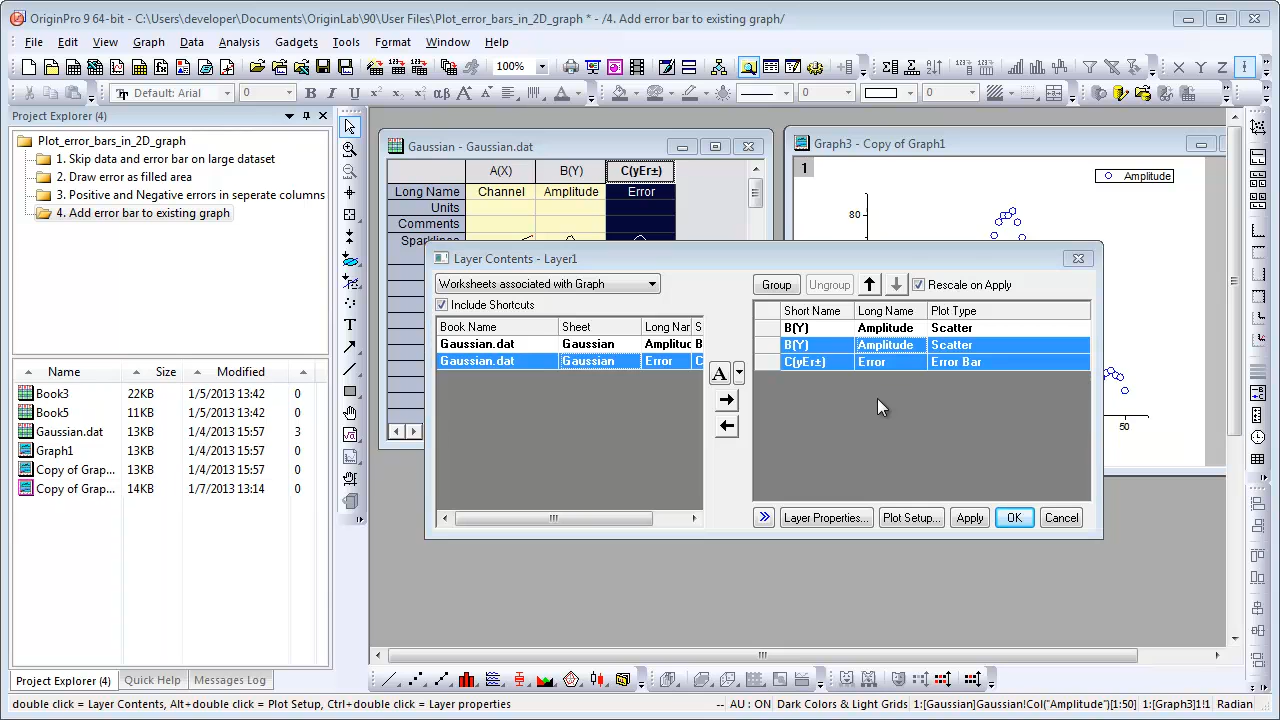 OriginPro 9 64-bit - C:\Users\developer\Documents\OriginLab\90\User Files\Plot_error_bars_in_2D_graph * - /4. Add error bar to existing graph/
File Edit View Graph Data Analysis Gadgets Tools Format Window Help
100%
Default: Arial 0 B I U 0 0
Project Explorer (4)
Plot_error_bars_in_2D_graph
1. Skip data and error bar on large dataset
2. Draw error as filled area
3. Positive and Negative errors in seperate columns
4. Add error bar to existing graph
Name Size Modified
Book3 22KB 1/5/2013 13:42 0
Book5 11KB 1/5/2013 13:42 0
Gaussian.dat 13KB 1/4/2013 15:57 3
Graph1 13KB 1/4/2013 15:57 0
Copy of Grap... 13KB 1/4/2013 15:57 0
Copy of Grap... 14KB 1/7/2013 13:14 0
Project Explorer (4) Quick Help Messages Log
Gaussian - Gaussian.dat
A(X) B(Y) C(yEr±)
Long Name Channel Amplitude Error
Units
Comments
Sparklines
Graph3 - Copy of Graph1
1
Amplitude
80
50
Layer Contents - Layer1
Worksheets associated with Graph
Include Shortcuts
Book Name Sheet Long Nar S
Gaussian.dat Gaussian Amplituc B
Gaussian.dat Gaussian Error C
A
Group Ungroup Rescale on Apply
Short Name Long Name Plot Type
B(Y) Amplitude Scatter
B(Y) Amplitude Scatter
C(yEr±) Error Error Bar
Layer Properties... Plot Setup... Apply OK Cancel
double click = Layer Contents, Alt+double click = Plot Setup, Ctrl+double click = Layer properties -- AU : ON Dark Colors & Light Grids 1:[Gaussian]Gaussian!Col("Amplitude")[1:50] 1:[Graph3]1!1 Radian